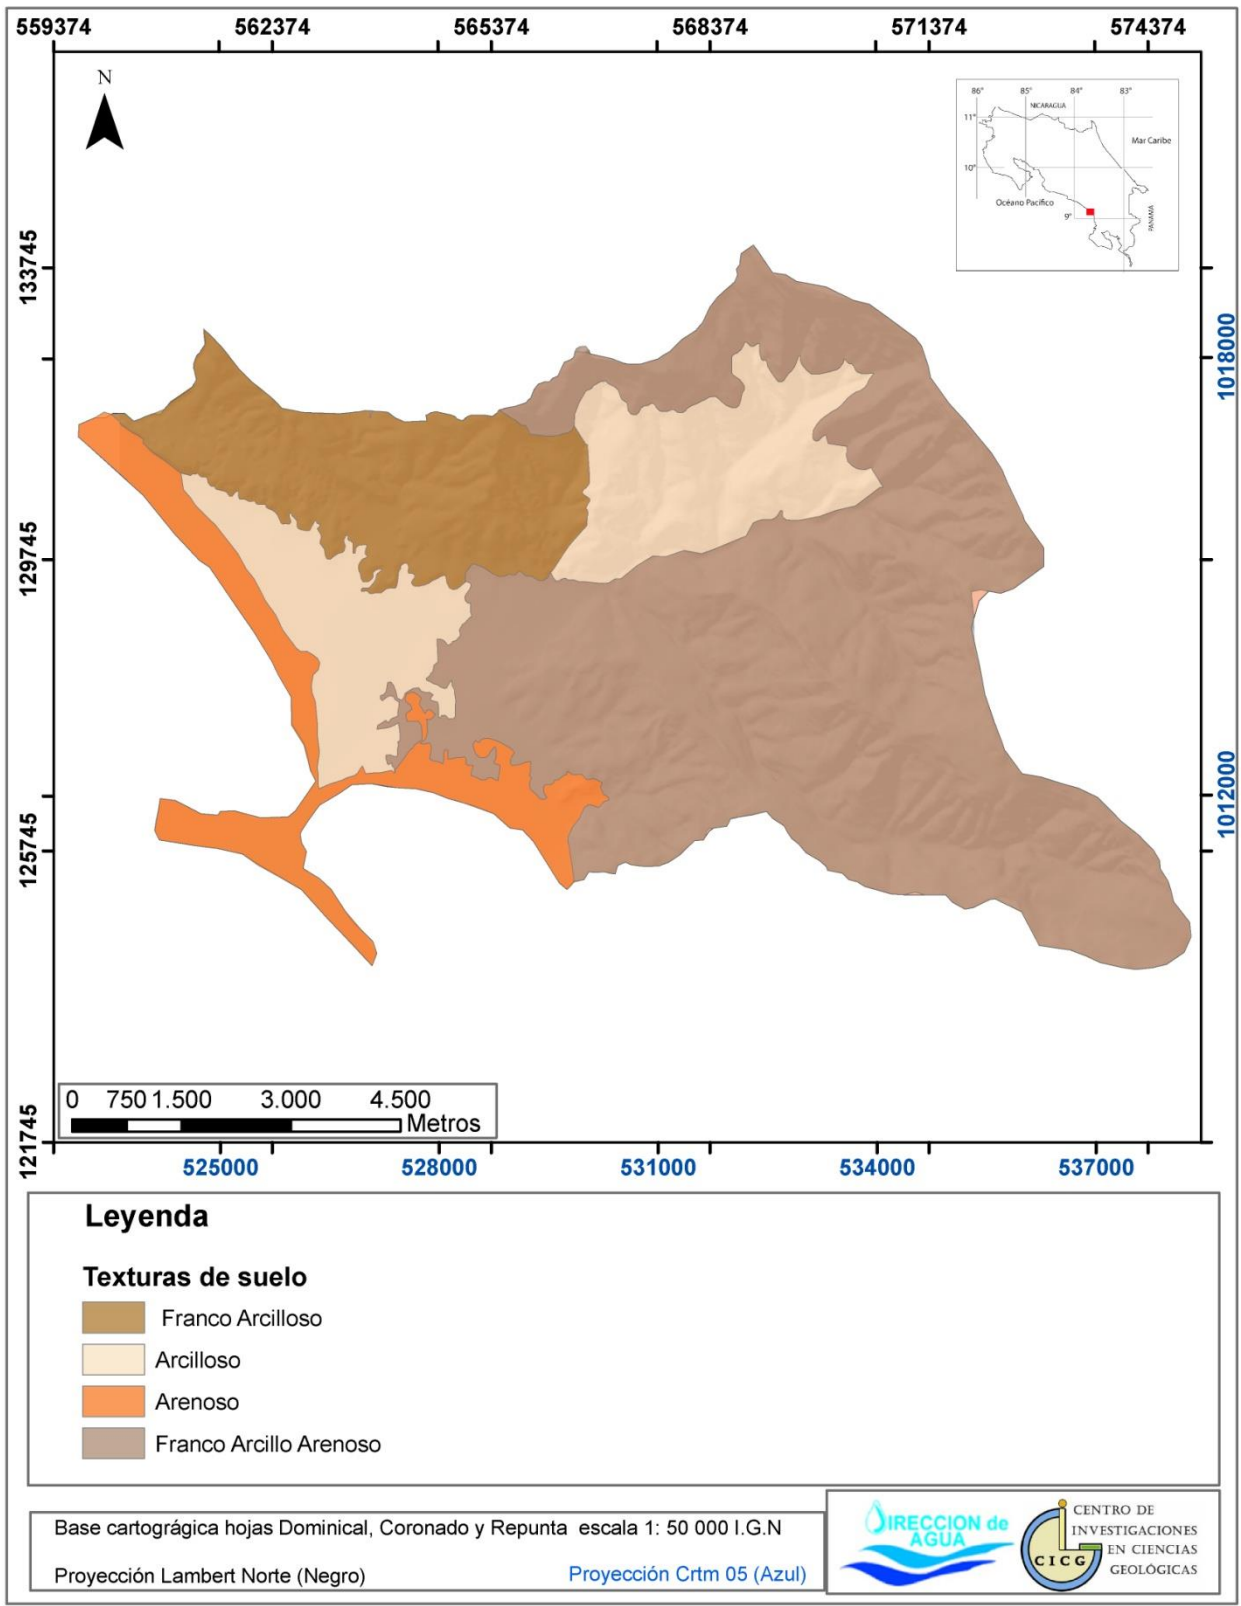 559374 562374 565374 568374 571374 574374
N
86° 85° 84° 83°
NICARAGUA
11°
Mar Caribe
10°
Océano Pacífico
9°
PANAMA
133745
1018000
129745
1012000
125745
121745
0 750 1.500 3.000 4.500
Metros
525000 528000 531000 534000 537000
Leyenda
Texturas de suelo
Franco Arcilloso
Arcilloso
Arenoso
Franco Arcillo Arenoso
Base cartográgica hojas Dominical, Coronado y Repunta escala 1: 50 000 I.G.N
Proyección Lambert Norte (Negro)
Proyección Crtm 05 (Azul)
DIRECCION de
AGUA
CICG
CENTRO DE
INVESTIGACIONES
EN CIENCIAS
GEOLÓGICAS